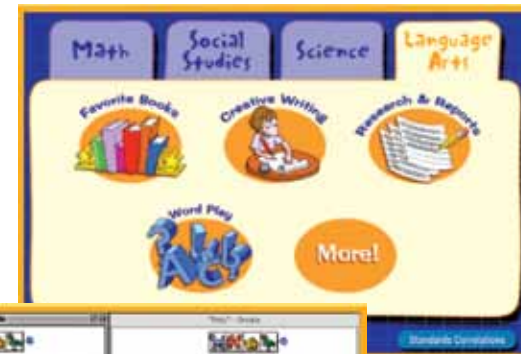 Math
Social
Studies
Science
Language
Arts
Favorite Books
Creative Writing
Research & Reports
Word Play
More!
Standards Correlations